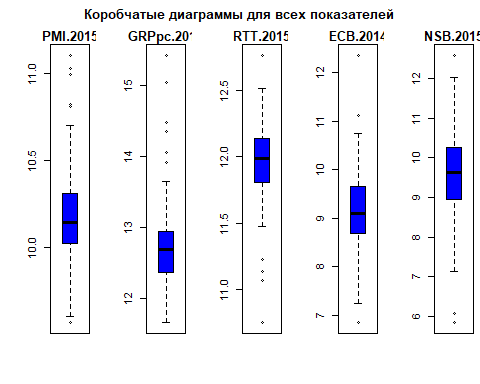 Коробчатые диаграммы для всех показателей
PMI.2015 GRPpc.201 RTT.2015 ECB.2014 NSB.2015
10.0 10.5 11.0
12 13 14 15
11.0 11.5 12.0 12.5
7 8 9 10 11 12
6 7 8 9 10 11 12